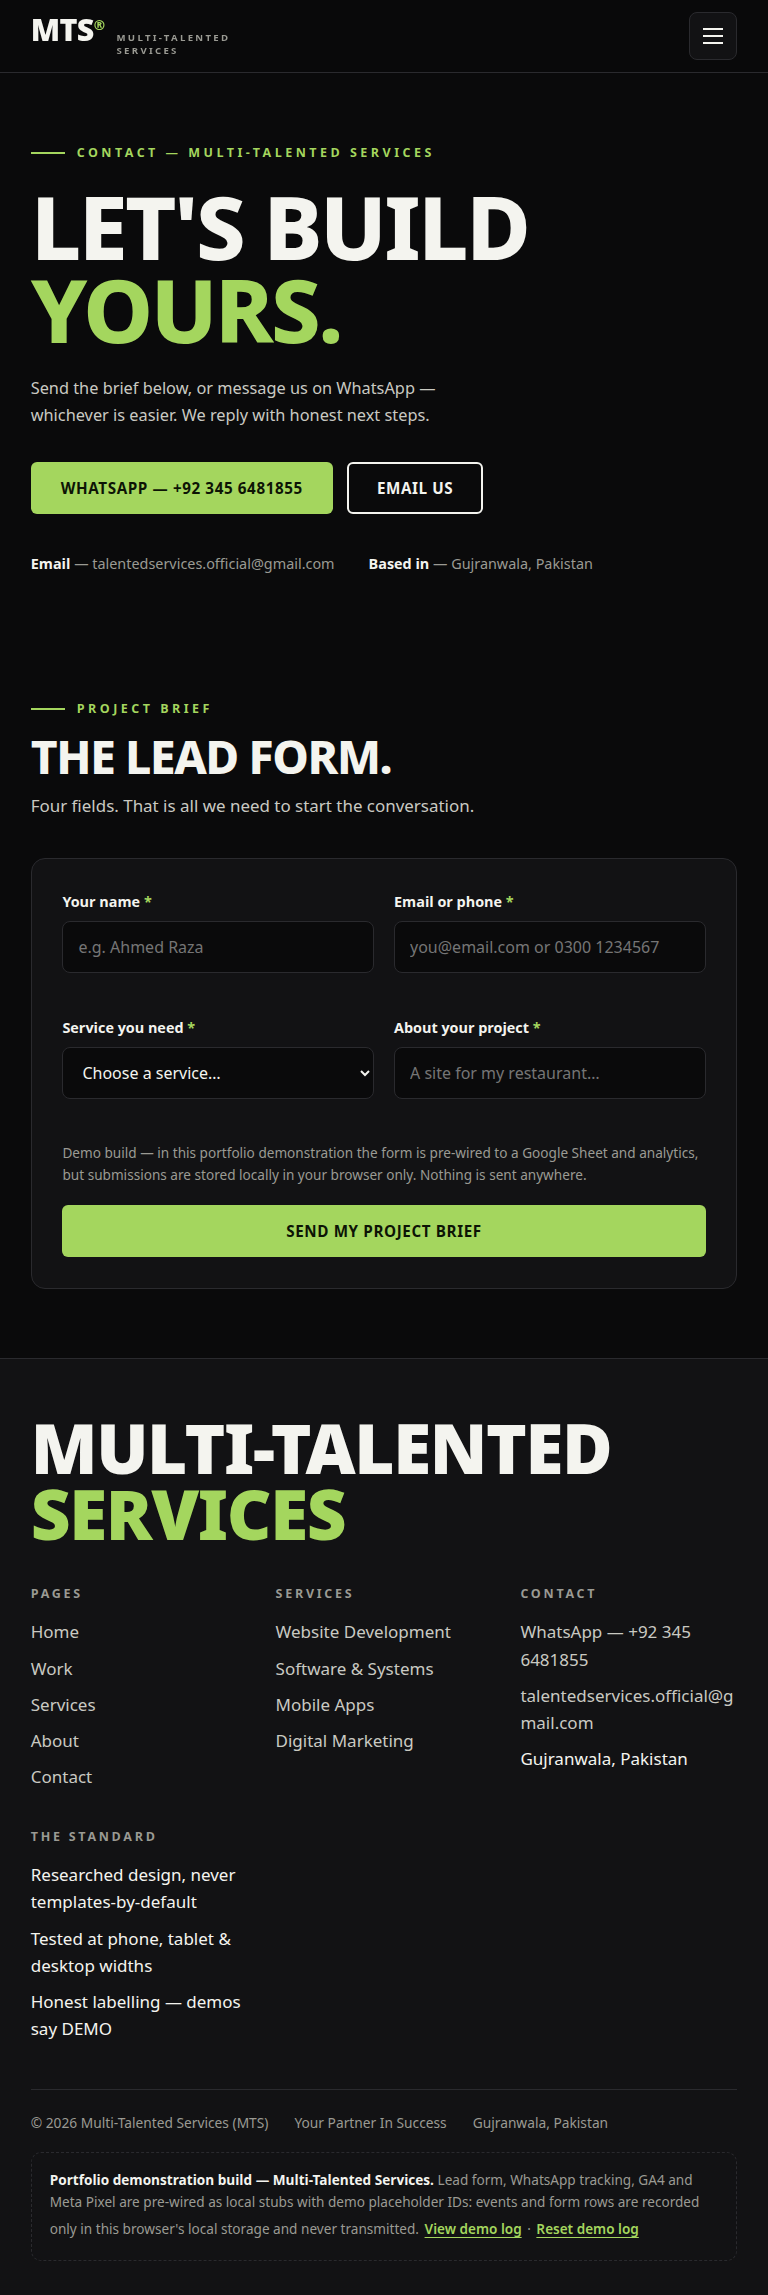 MTS®
MULTI-TALENTED
SERVICES
CONTACT — MULTI-TALENTED SERVICES
LET'S BUILD
YOURS.
Send the brief below, or message us on WhatsApp —
whichever is easier. We reply with honest next steps.
WHATSAPP — +92 345 6481855
EMAIL US
Email — talentedservices.official@gmail.com
Based in — Gujranwala, Pakistan
PROJECT BRIEF
THE LEAD FORM.
Four fields. That is all we need to start the conversation.
Your name *
Email or phone *
e.g. Ahmed Raza
you@email.com or 0300 1234567
Service you need *
About your project *
Choose a service...
A site for my restaurant...
Demo build — in this portfolio demonstration the form is pre-wired to a Google Sheet and analytics,
but submissions are stored locally in your browser only. Nothing is sent anywhere.
SEND MY PROJECT BRIEF
MULTI-TALENTED
SERVICES
PAGES
Home
Work
Services
About
Contact
SERVICES
Website Development
Software & Systems
Mobile Apps
Digital Marketing
CONTACT
WhatsApp — +92 345
6481855
talentedservices.official@g
mail.com
Gujranwala, Pakistan
THE STANDARD
Researched design, never
templates-by-default
Tested at phone, tablet &
desktop widths
Honest labelling — demos
say DEMO
© 2026 Multi-Talented Services (MTS)
Your Partner In Success
Gujranwala, Pakistan
Portfolio demonstration build — Multi-Talented Services. Lead form, WhatsApp tracking, GA4 and
Meta Pixel are pre-wired as local stubs with demo placeholder IDs: events and form rows are recorded
only in this browser's local storage and never transmitted. View demo log · Reset demo log